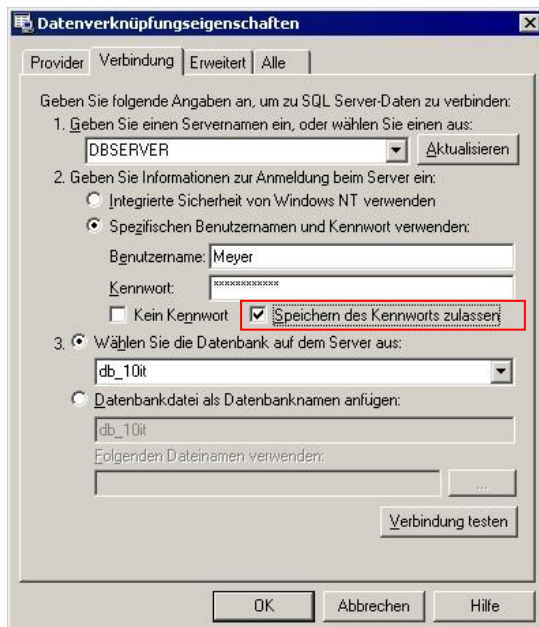 Datenverknüpfungseigenschaften
Provider Verbindung Erweitert Alle
Geben Sie folgende Angaben an, um zu SQL Server-Daten zu verbinden:
1. Geben Sie einen Servernamen ein, oder wählen Sie einen aus:
DBSERVER Aktualisieren
2. Geben Sie Informationen zur Anmeldung beim Server ein:
Integrierte Sicherheit von Windows NT verwenden
Spezifischen Benutzernamen und Kennwort verwenden:
Benutzername: Meyer
Kennwort: ************
Kein Kennwort Speichern des Kennworts zulassen
3. Wählen Sie die Datenbank auf dem Server aus:
db_10it
Datenbankdatei als Datenbanknamen anfügen:
db_10it
Folgenden Dateinamen verwenden:
...
Verbindung testen
OK Abbrechen Hilfe